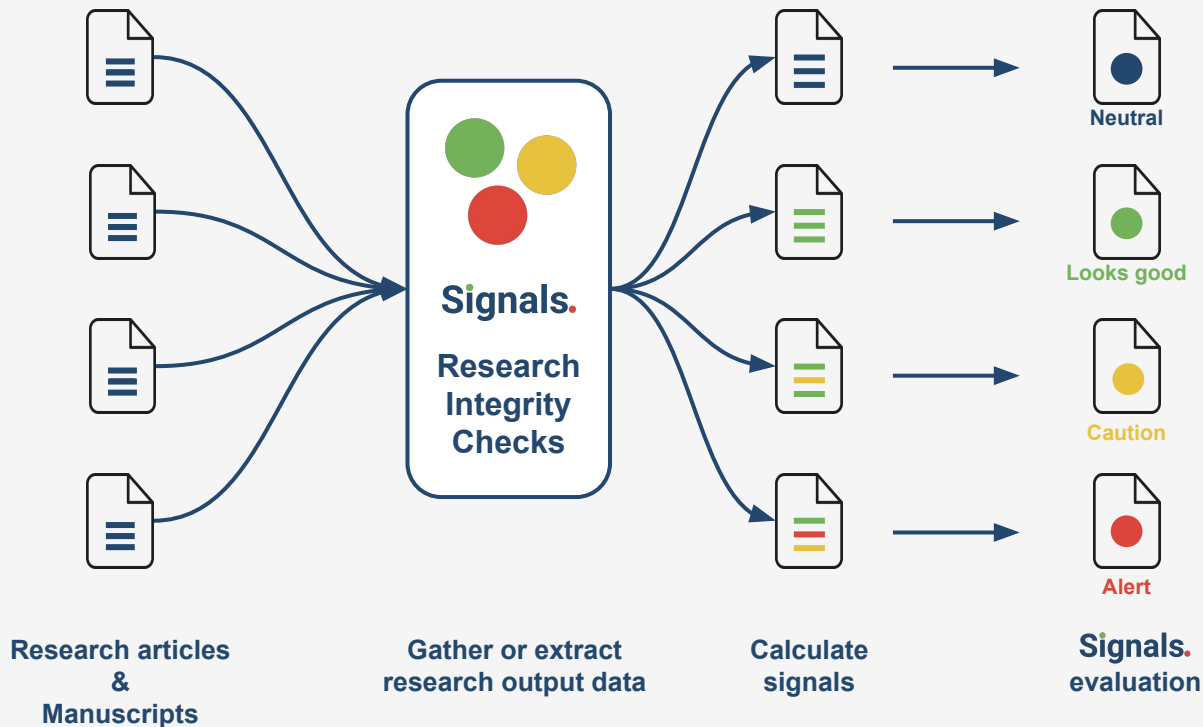 Neutral
Looks good
Caution
Alert
Signals.
Research
Integrity
Checks
Research articles
&
Manuscripts
Gather or extract
research output data
Calculate
signals
Signals.
evaluation